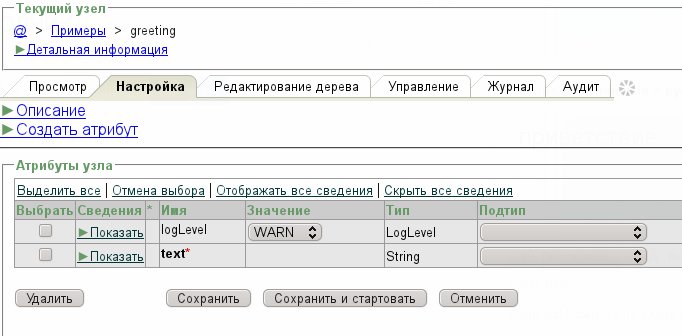 Текущий узел
@ > Примеры > greeting
►Детальная информация
Просмотр Настройка Редактирование дерева Управление Журнал Аудит
►Описание
►Создать атрибут
Атрибуты узла
Выделить все | Отмена выбора | Отображать все сведения | Скрыть все сведения
Выбрать Сведения * Имя Значение Тип Подтип
►Показать logLevel WARN LogLevel
►Показать text* String
Удалить Сохранить Сохранить и стартовать Отменить